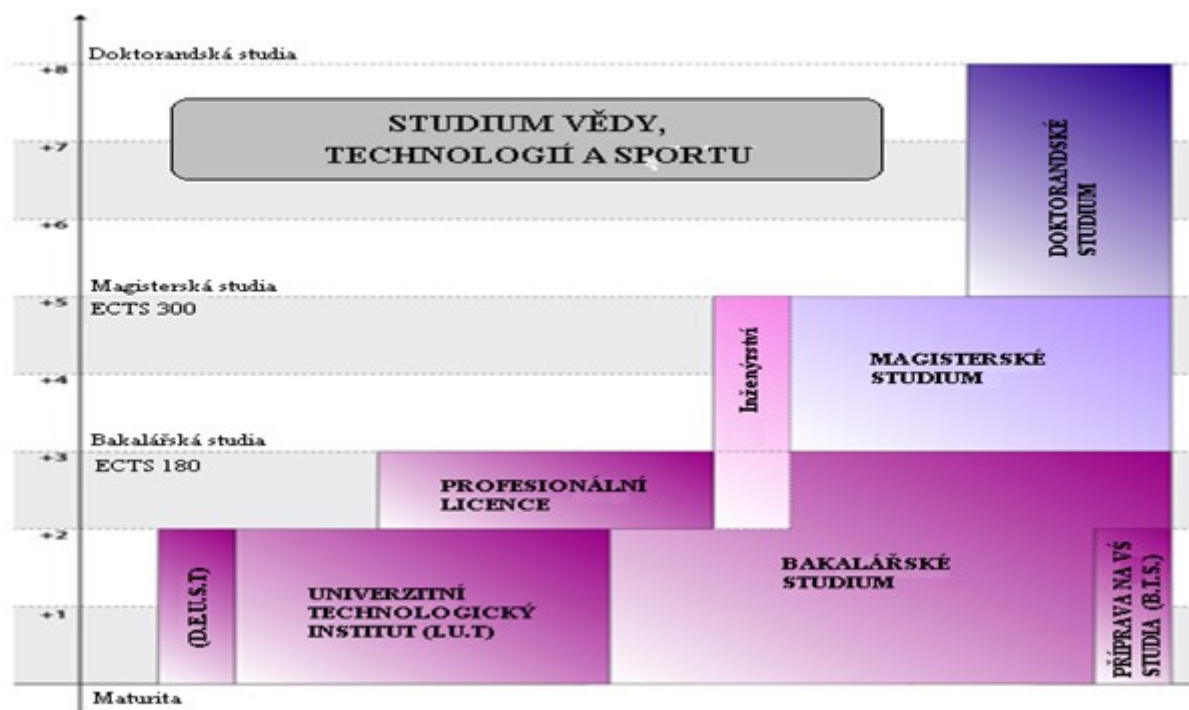 Doktorandská studia
+8
STUDIUM VĚDY,
TECHNOLOGIÍ A SPORTU
+7
+6
DOKTORANDSKÉ
STUDIUM
Magisterská studia
+5
ECTS 300
Inženýrství
MAGISTERSKÉ
STUDIUM
+4
Bakalářská studia
+3
ECTS 180
PROFESIONÁLNÍ
LICENCE
+2
(D.E.U.S.T)
UNIVERZITNÍ
TECHNOLOGICKÝ
INSTITUT (I.U.T)
BAKALÁŘSKÉ
STUDIUM
PŘÍPRAVA NA VŠ
STUDIA (B.T.S.)
+1
Maturita